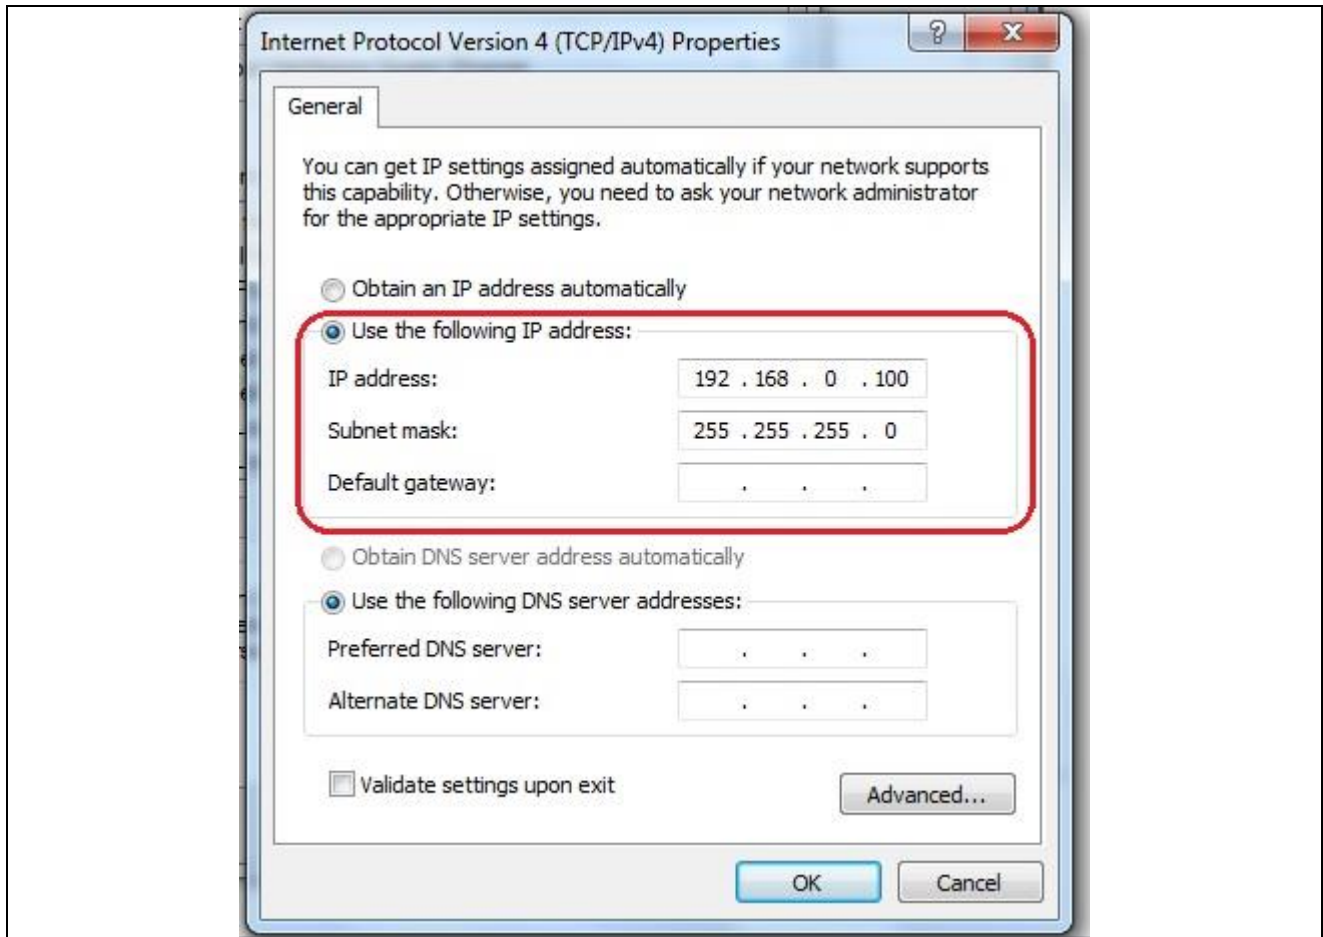 Internet Protocol Version 4 (TCP/IPv4) Properties
?
General
You can get IP settings assigned automatically if your network supports
this capability. Otherwise, you need to ask your network administrator
for the appropriate IP settings.
Obtain an IP address automatically
Use the following IP address:
IP address: 192 . 168 . 0 . 100
Subnet mask: 255 . 255 . 255 . 0
Default gateway: . . .
Obtain DNS server address automatically
Use the following DNS server addresses:
Preferred DNS server: . . .
Alternate DNS server: . . .
Validate settings upon exit
Advanced...
OK Cancel